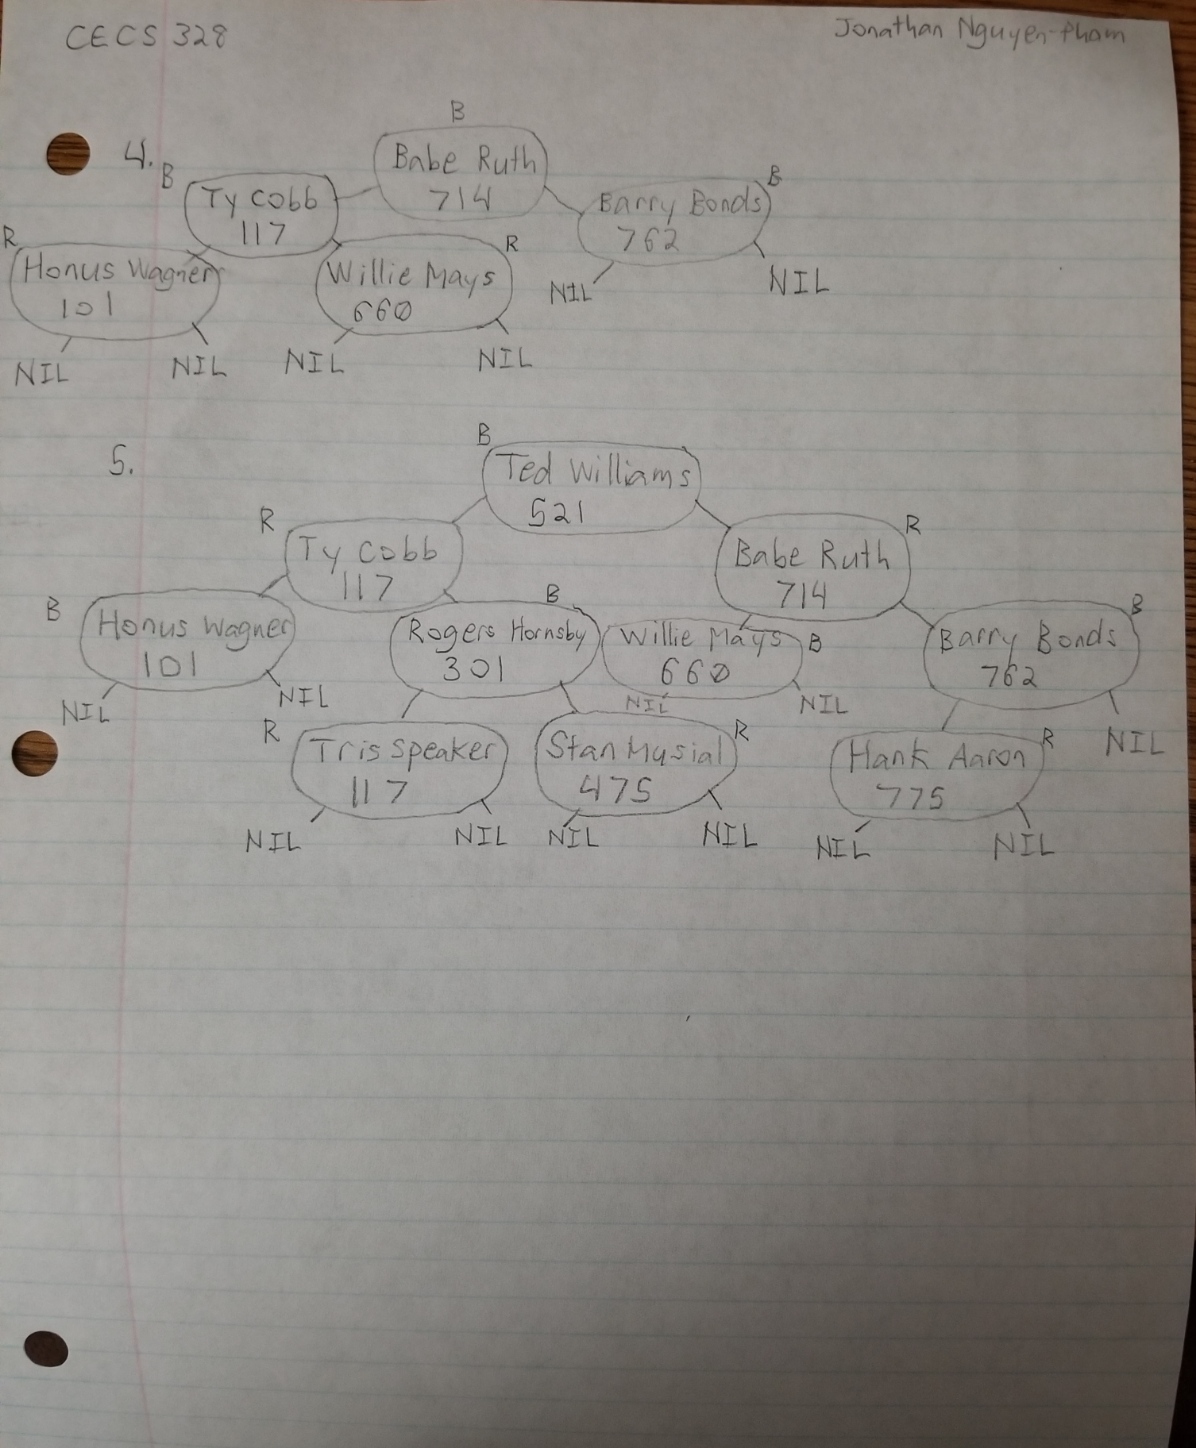 CECS 328
Jonathan Nguyen-Pham
4.
B
Babe Ruth
714
B
Ty Cobb
117
B
Barry Bonds
762
R
Honus Wagner
101
R
Willie Mays
660
NIL NIL
NIL NIL NIL NIL
5.
B
Ted Williams
521
R
Ty Cobb
117
R
Babe Ruth
714
B
Honus Wagner
101
B
Rogers Hornsby
301
Willie Mays B
660
B
Barry Bonds
762
NIL NIL NIL NIL NIL
R
Tris Speaker
117
Stan Musial R
475
Hank Aaron R
775
NIL NIL NIL NIL NIL NIL